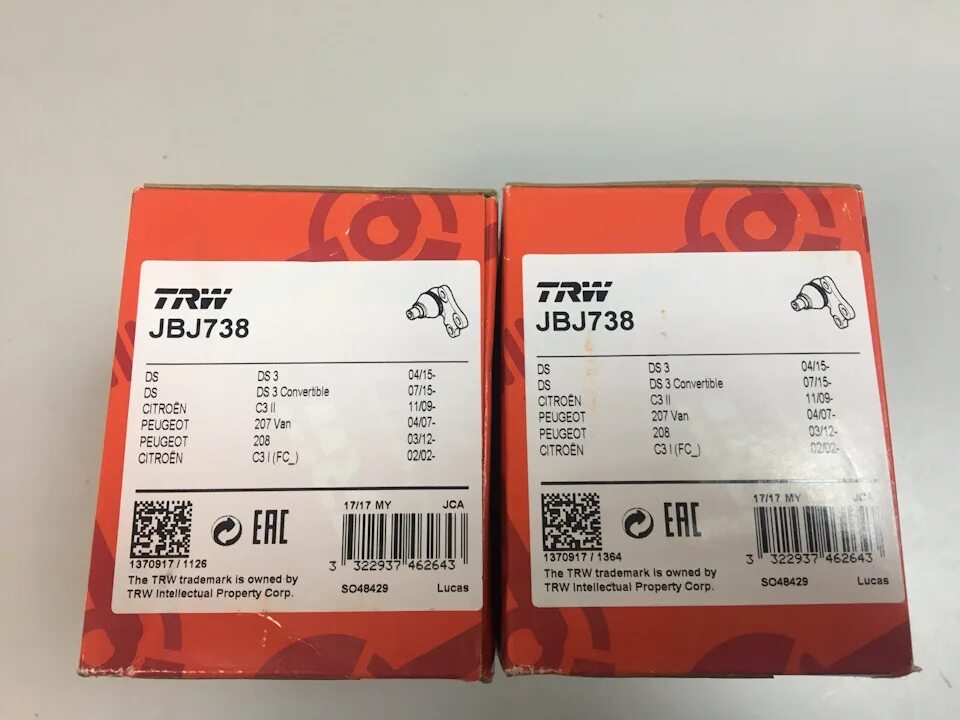 TRW
JBJ738
DS DS 3 04/15-
DS DS 3 Convertible 07/15-
CITROËN C3 II 11/09-
PEUGEOT 207 Van 04/07-
PEUGEOT 208 03/12-
CITROËN C3 I (FC_) 02/02-
17/17 MY JCA
EAC
3 322937 462643
1370917 / 1126
The TRW trademark is owned by
TRW Intellectual Property Corp.
SO48429 Lucas
TRW
JBJ738
DS DS 3 04/15-
DS DS 3 Convertible 07/15-
CITROËN C3 II 11/09-
PEUGEOT 207 Van 04/07-
PEUGEOT 208 03/12-
CITROËN C3 I (FC_) 02/02-
17/17 MY JCA
EAC
3 322937 462643
1370917 / 1364
The TRW trademark is owned by
TRW Intellectual Property Corp.
SO48429 Lucas